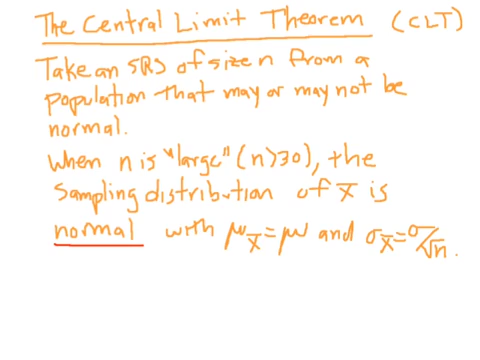 The Central Limit Theorem (CLT)
Take an SRS of size n from a
population that may or may not be
normal.
When n is "large" (n>30), the
sampling distribution of x̄ is
normal with μx̄=μ and σx̄=σ/√n.